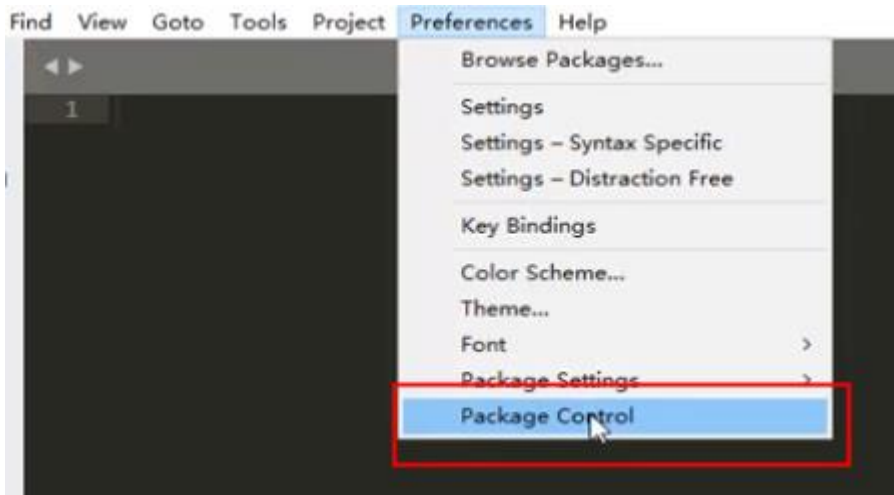 Find View Goto Tools Project Preferences Help
Browse Packages...
1
Settings
Settings – Syntax Specific
Settings – Distraction Free
Key Bindings
Color Scheme...
Theme...
Font
Package Settings
Package Control